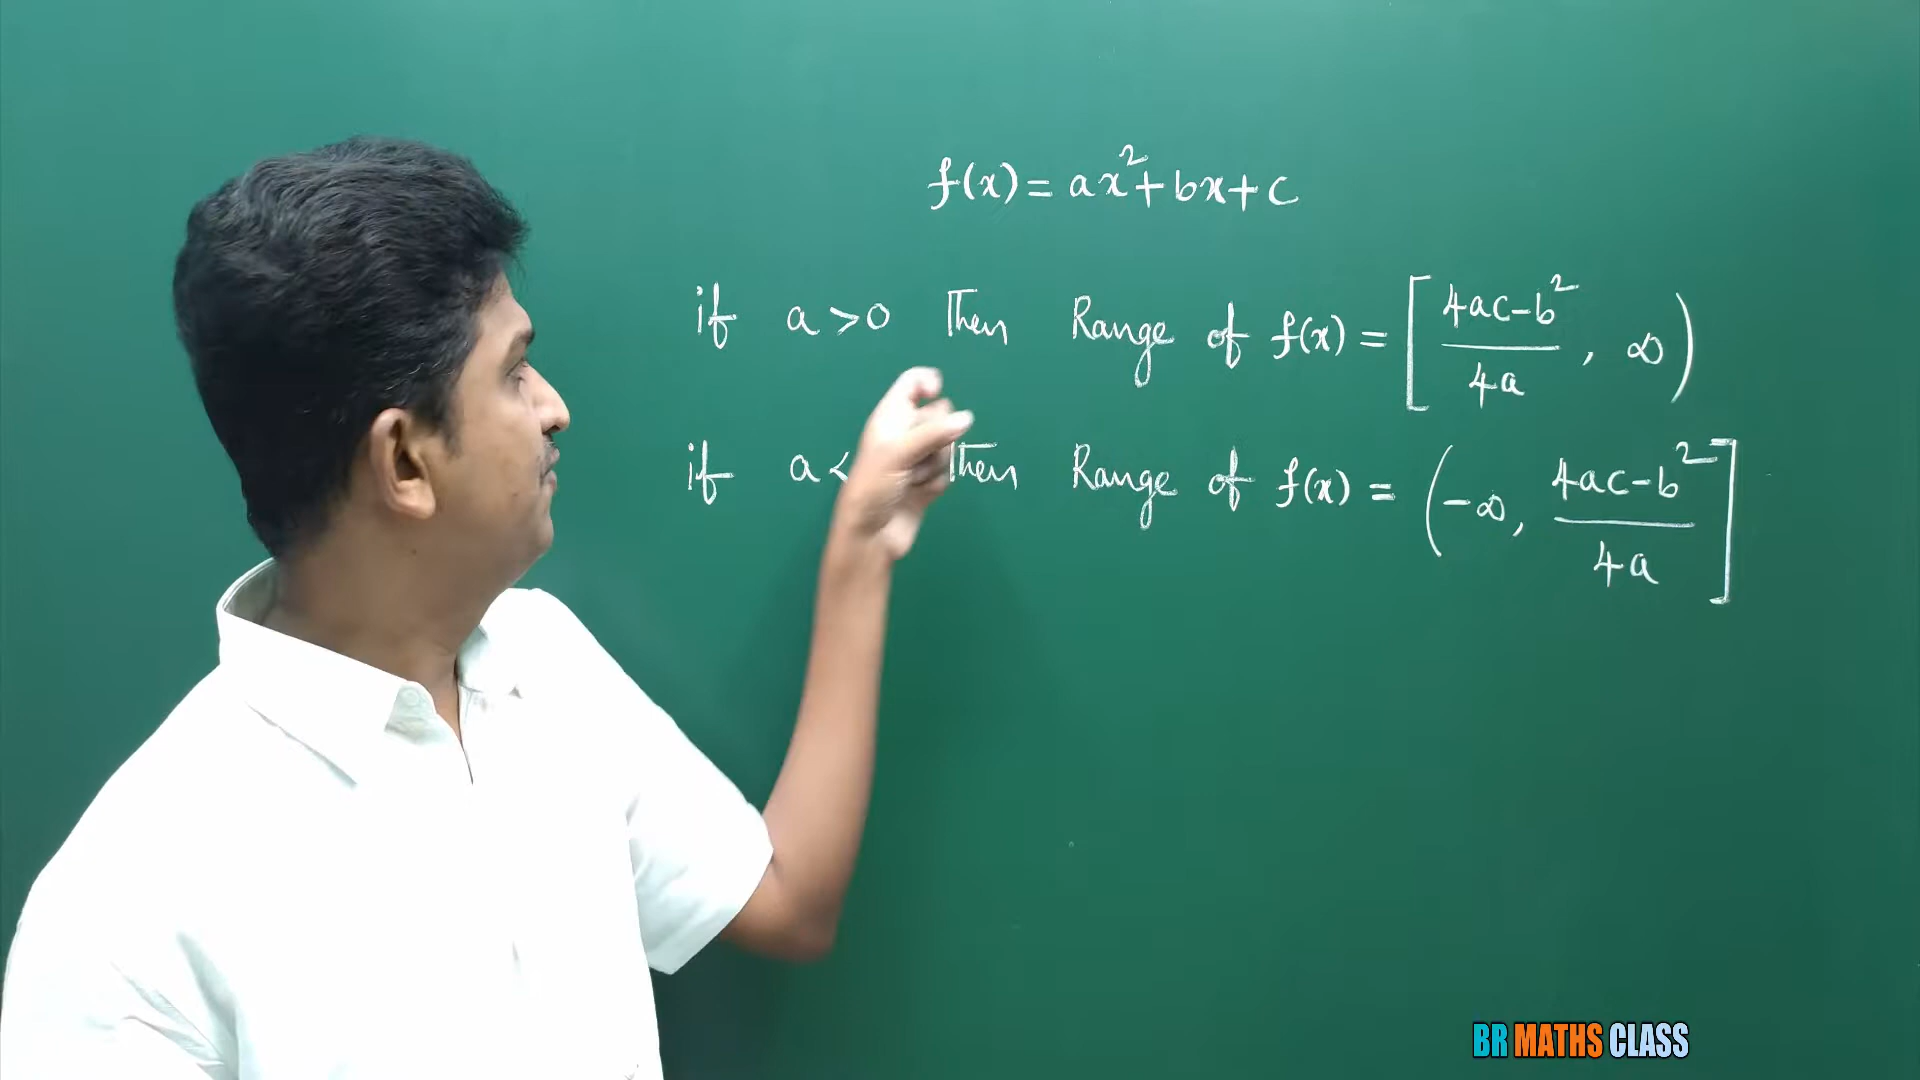 f(x) = ax²+bx+c
if a>0 Then Range of f(x) = [ (4ac-b²)/(4a) , ∞ )
if a< Then Range of f(x) = ( -∞, (4ac-b²)/(4a) ]
BR MATHS CLASS